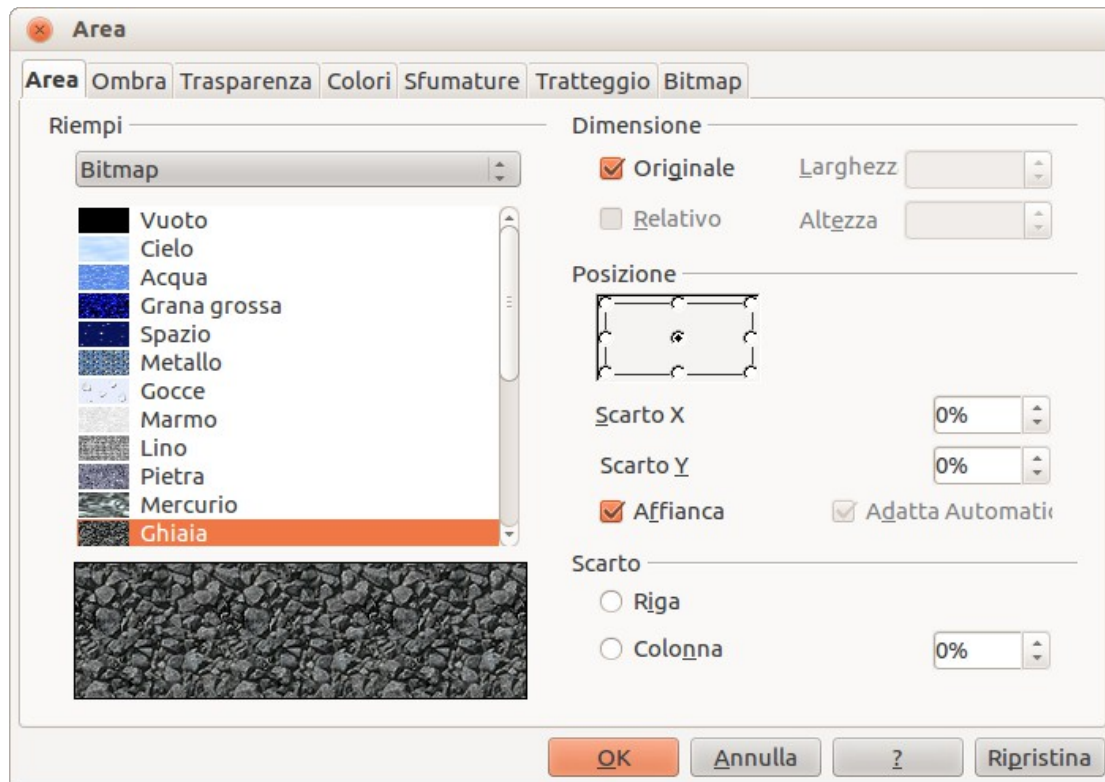 Area
Area Ombra Trasparenza Colori Sfumature Tratteggio Bitmap
Riempi
Bitmap
Vuoto
Cielo
Acqua
Grana grossa
Spazio
Metallo
Gocce
Marmo
Lino
Pietra
Mercurio
Ghiaia
Dimensione
Originale Larghezz
Relativo Altezza
Posizione
Scarto X 0%
Scarto Y 0%
Affianca Adatta Automatic
Scarto
Riga
Colonna 0%
OK Annulla ? Ripristina